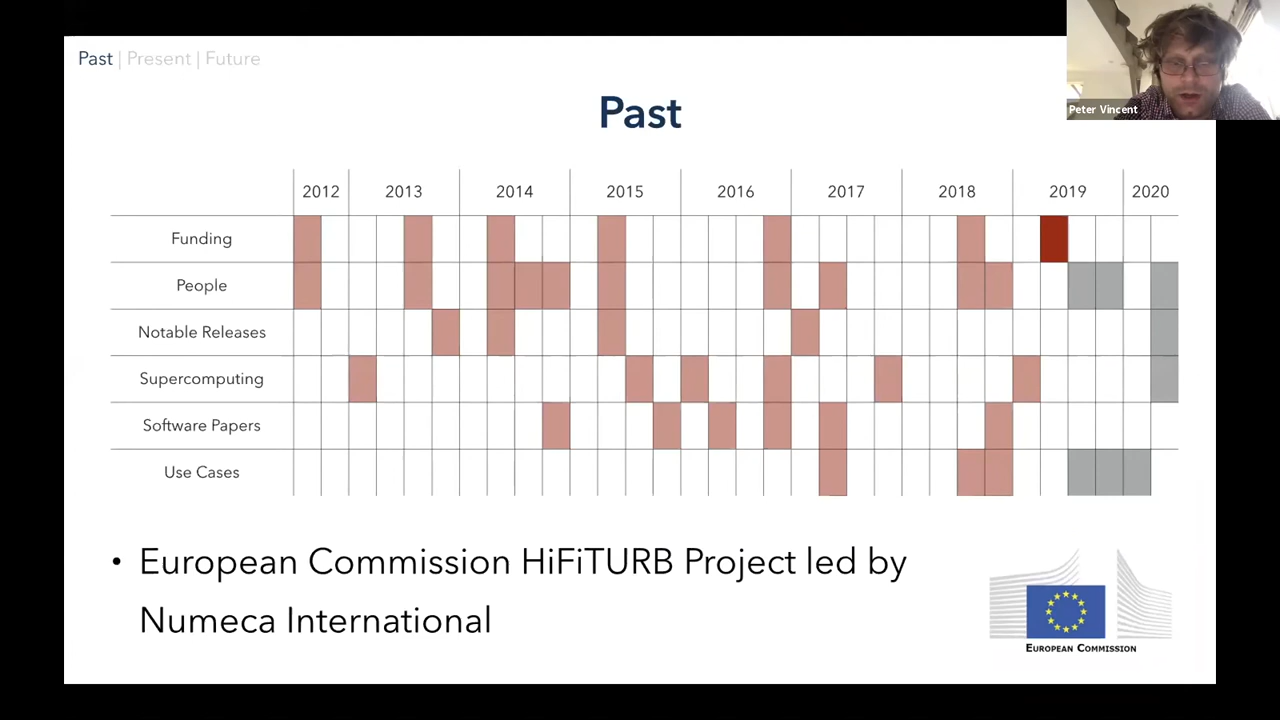 Past | Present | Future
Peter Vincent
Past
2012 2013 2014 2015 2016 2017 2018 2019 2020
Funding
People
Notable Releases
Supercomputing
Software Papers
Use Cases
• European Commission HiFiTURB Project led by
Numeca International
European Commission